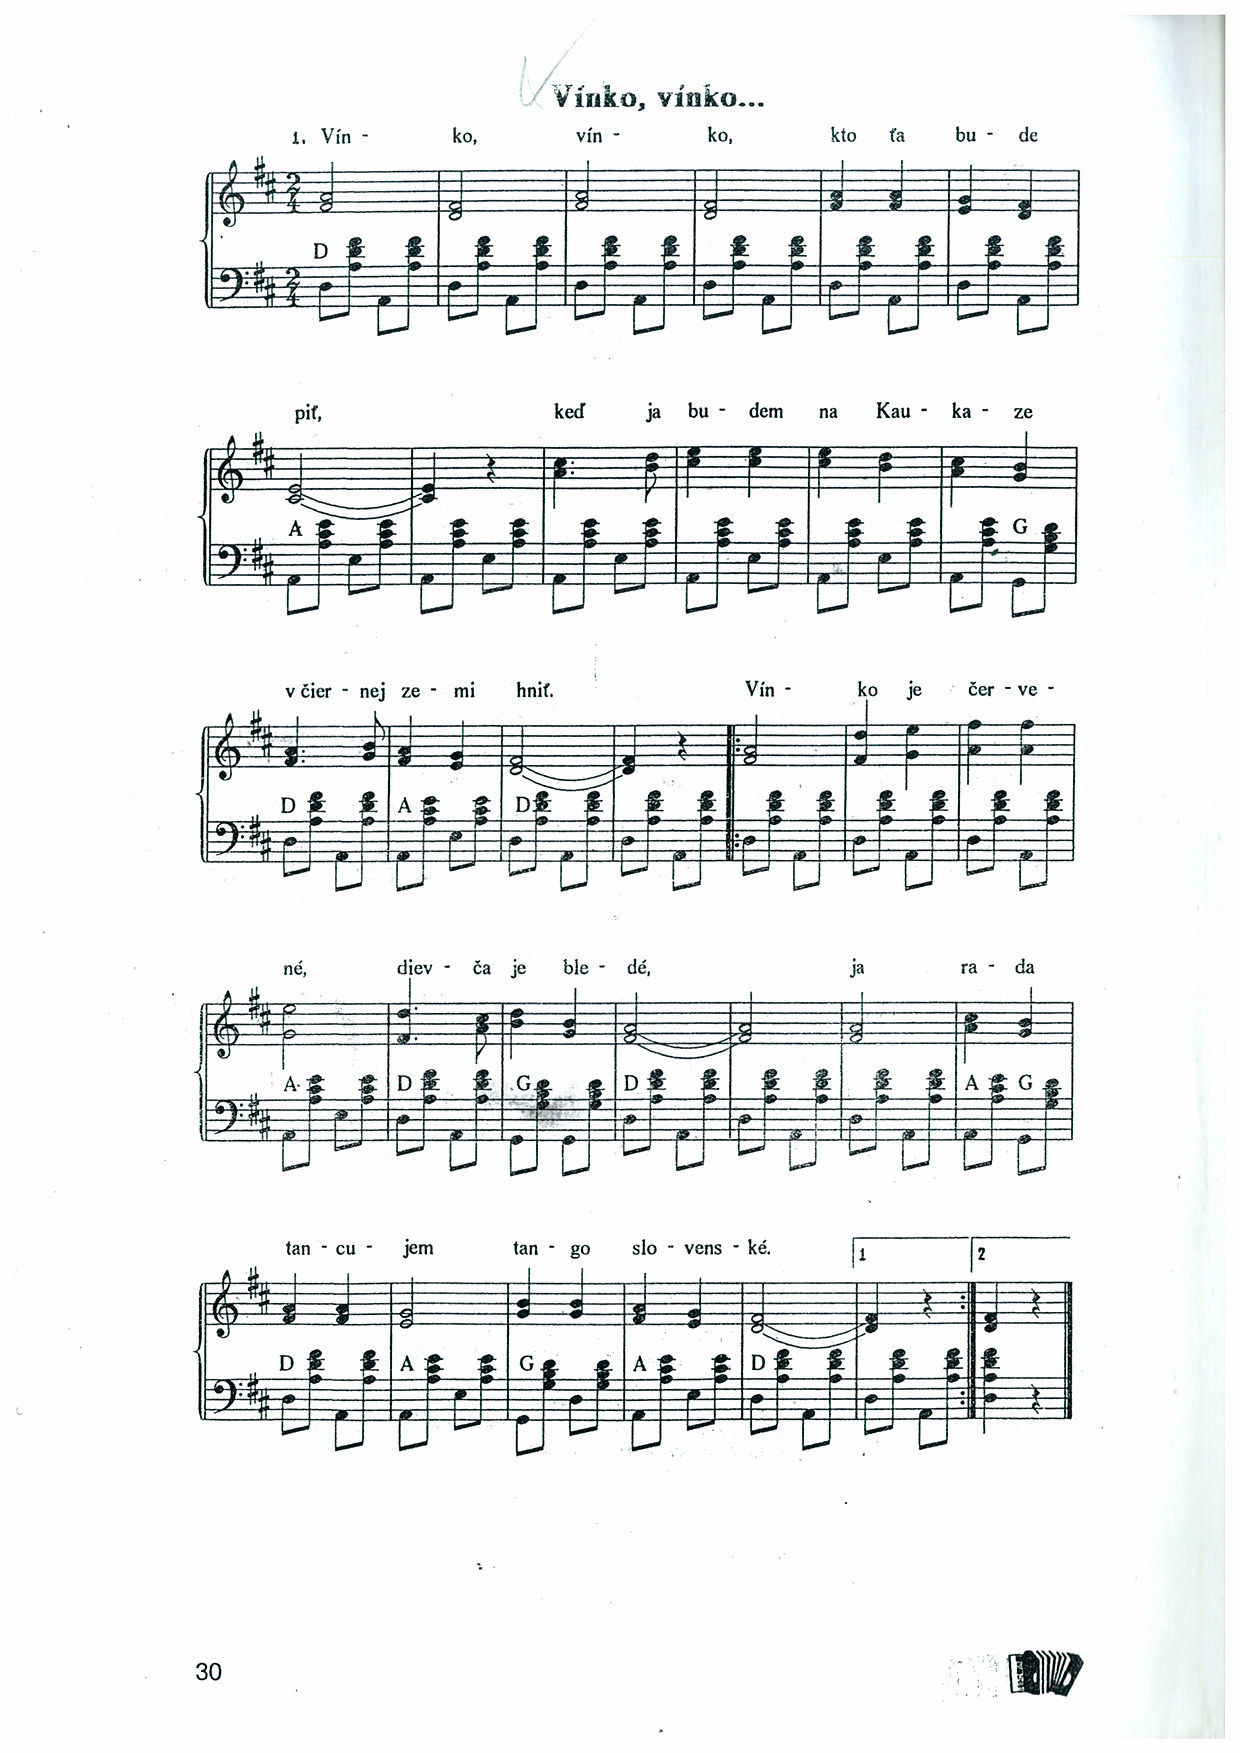 Vínko, vínko...
1. Vín - ko, vín - ko, kto ťa bu - de
2 4
D
2 4
piť, keď ja bu - dem na Kau - ka - ze
A G
v čier - nej ze - mi hniť. Vín - ko je čer - ve -
D A D
né, diev - ča je ble - dé, ja ra - da
A D G D A G
tan - cu - jem tan - go slo - vens - ké. 1 2
D A G A D
30